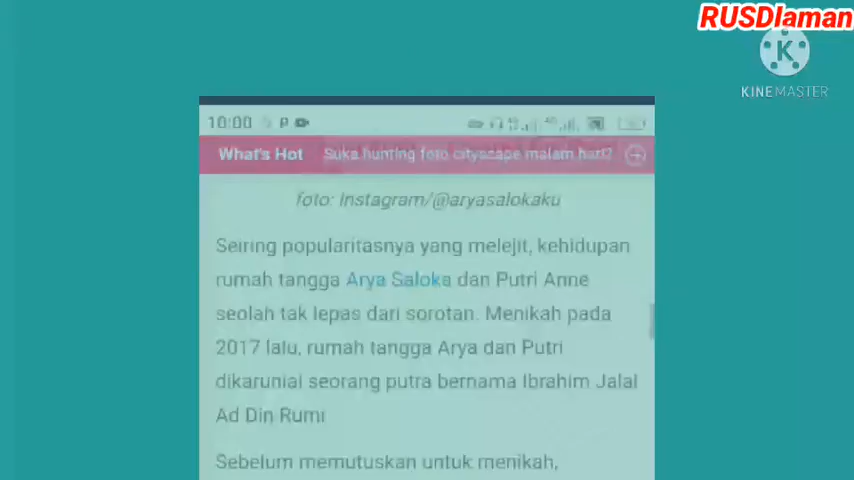 RUSDIaman
K
KINEMASTER
10:00 P
What's Hot Suka hunting foto cityscape malam hari?
foto: Instagram/@aryasalokaku
Seiring popularitasnya yang melejit, kehidupan
rumah tangga Arya Saloka dan Putri Anne
seolah tak lepas dari sorotan. Menikah pada
2017 lalu, rumah tangga Arya dan Putri
dikaruniai seorang putra bernama Ibrahim Jalal
Ad Din Rumi
Sebelum memutuskan untuk menikah,